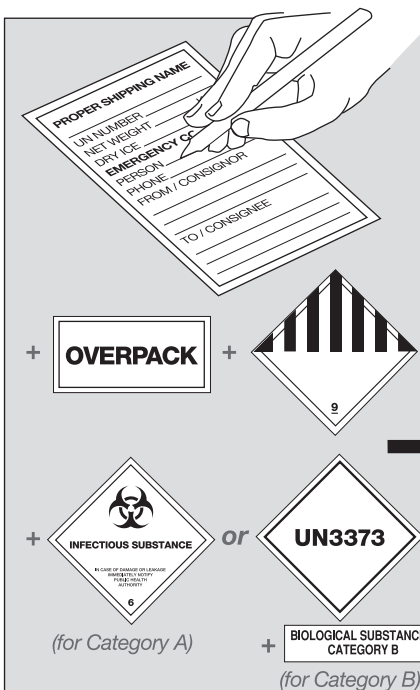 PROPER SHIPPING NAME
UN NUMBER
NET WEIGHT
DRY ICE
EMERGENCY
PERSON
PHONE
FROM / CONSIGNOR
TO / CONSIGNEE
+ OVERPACK +
9
+ INFECTIOUS SUBSTANCE or UN3373
IN CASE OF DAMAGE OR LEAKAGE
IMMEDIATELY NOTIFY
PUBLIC HEALTH
AUTHORITY
6
(for Category A)
+ BIOLOGICAL
CATEGORY B
(for Category B)